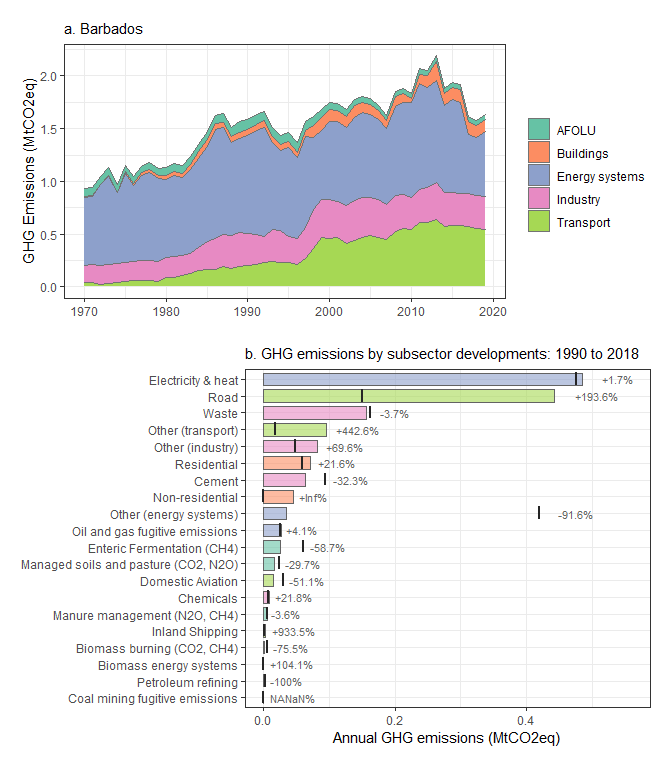 a. Barbados
GHG Emissions (MtCO2eq)
2.0
1.5
1.0
0.5
0.0
1970
1980
1990
2000
2010
2020
AFOLU
Buildings
Energy systems
Industry
Transport
b. GHG emissions by subsector developments: 1990 to 2018
Electricity & heat +1.7%
Road +193.6%
Waste -3.7%
Other (transport) +442.6%
Other (industry) +69.6%
Residential +21.6%
Cement -32.3%
Non-residential +Inf%
Other (energy systems) -91.6%
Oil and gas fugitive emissions +4.1%
Enteric Fermentation (CH4) -58.7%
Managed soils and pasture (CO2, N2O) -29.7%
Domestic Aviation -51.1%
Chemicals +21.8%
Manure management (N2O, CH4) -3.6%
Inland Shipping +933.5%
Biomass burning (CO2, CH4) -75.5%
Biomass energy systems +104.1%
Petroleum refining -100%
Coal mining fugitive emissions NANaN%
0.0
0.2
0.4
Annual GHG emissions (MtCO2eq)